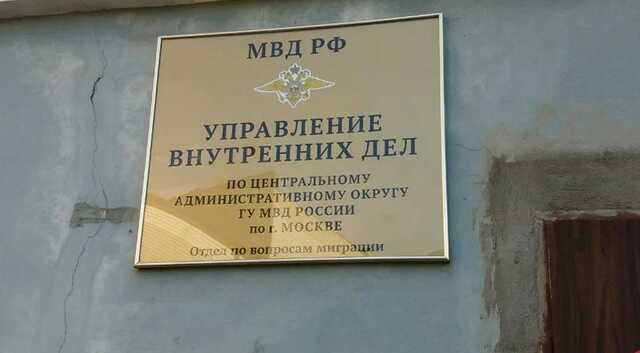 МВД РФ
УПРАВЛЕНИЕ
ВНУТРЕННИХ ДЕЛ
ПО ЦЕНТРАЛЬНОМУ
АДМИНИСТРАТИВНОМУ ОКРУГУ
ГУ МВД РОССИИ
по г. МОСКВЕ
Отдел по вопросам миграции